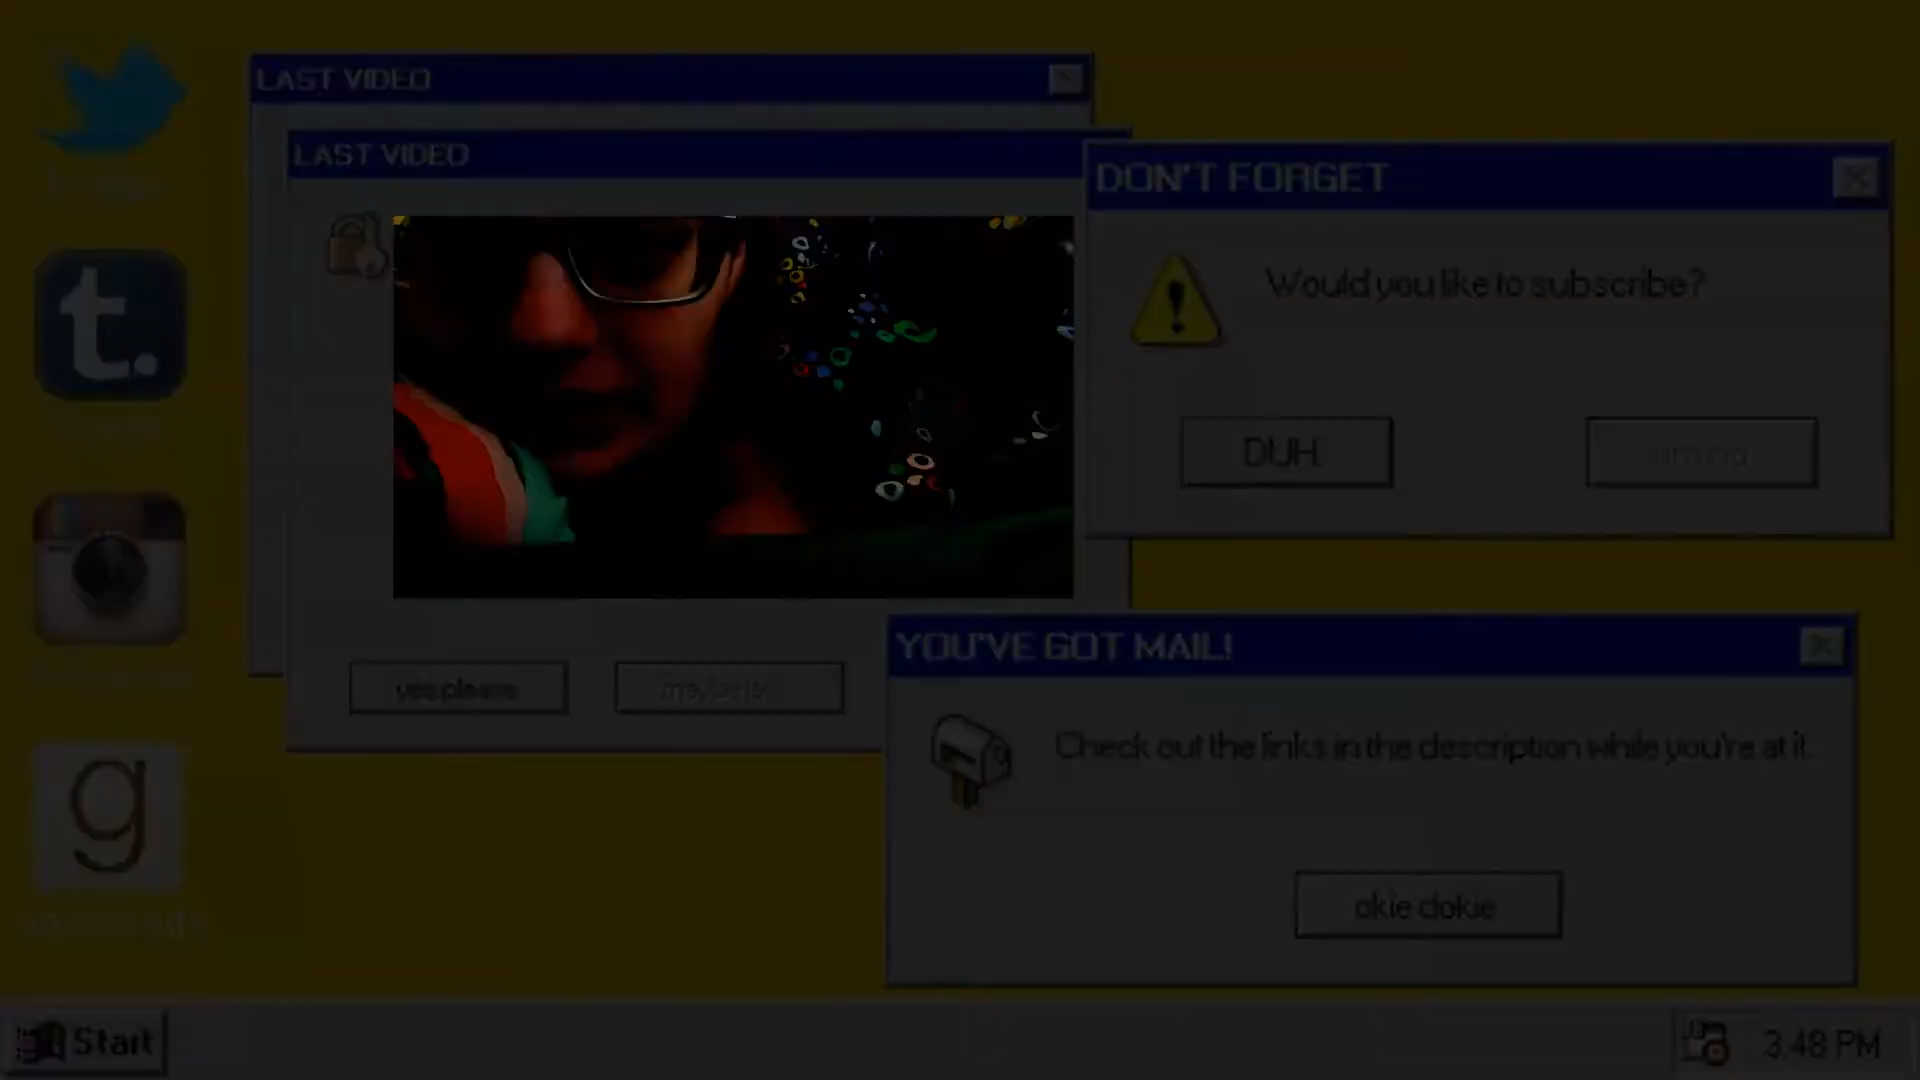 LAST VIDEO
LAST VIDEO
DON'T FORGET
Would you like to subscribe?
DUH.
yes please
YOU'VE GOT MAIL!
Check out the links in the description while you're at it.
okie dokie
t.
g
Start
3:48 PM